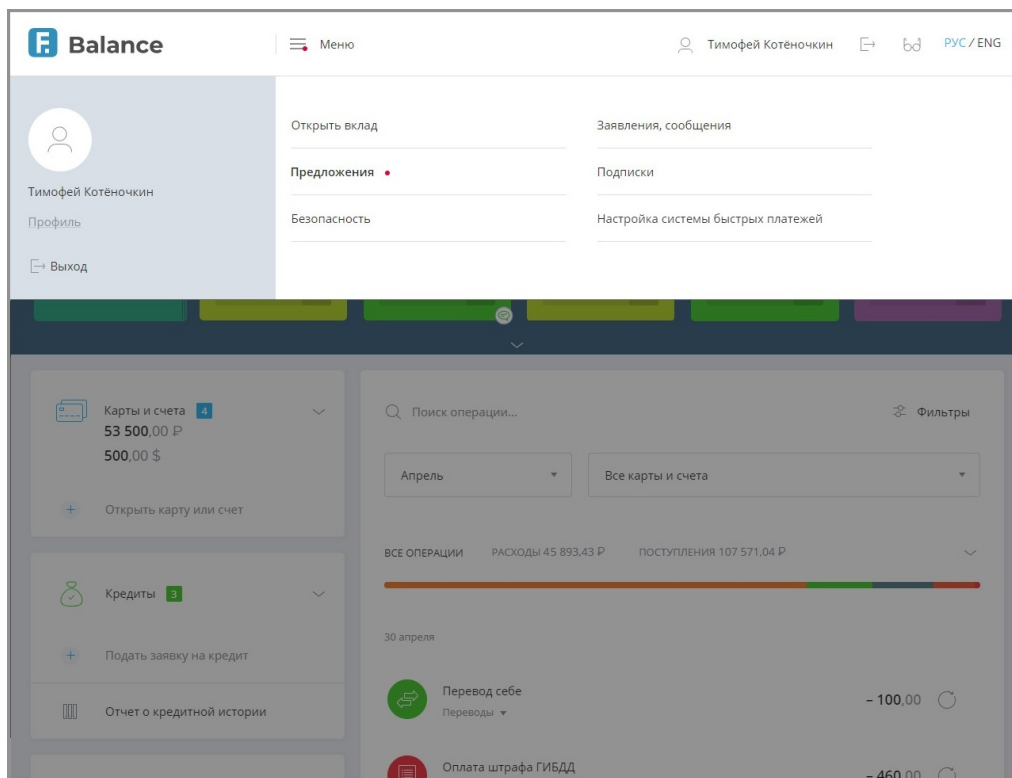 F. Balance
Меню
Тимофей Котёночкин
РУС / ENG
Тимофей Котёночкин
Профиль
Выход
Открыть вклад
Предложения
Безопасность
Заявления, сообщения
Подписки
Настройка системы быстрых платежей
Карты и счета 4
53 500,00 ₽
500,00 $
+ Открыть карту или счет
Кредиты 3
+ Подать заявку на кредит
Отчет о кредитной истории
Поиск операции...
Фильтры
Апрель
Все карты и счета
ВСЕ ОПЕРАЦИИ РАСХОДЫ 45 893,43 ₽ ПОСТУПЛЕНИЯ 107 571,04 ₽
30 апреля
Перевод себе
Переводы
– 100,00
Оплата штрафа ГИБДД
– 460,00